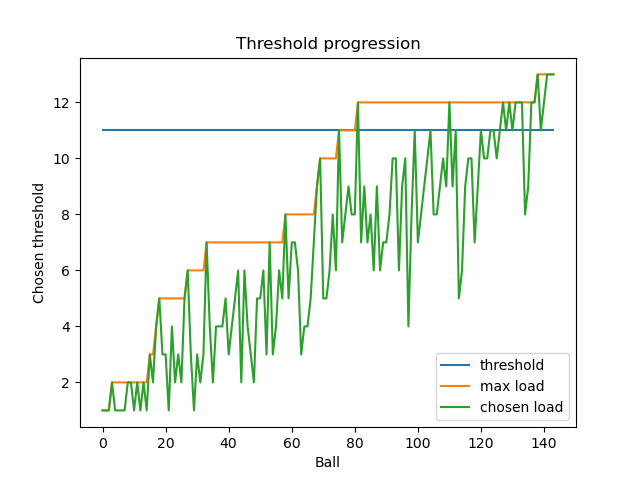 Threshold progression
Chosen threshold
12
10
8
6
4
2
threshold
max load
chosen load
0 20 40 60 80 100 120 140
Ball